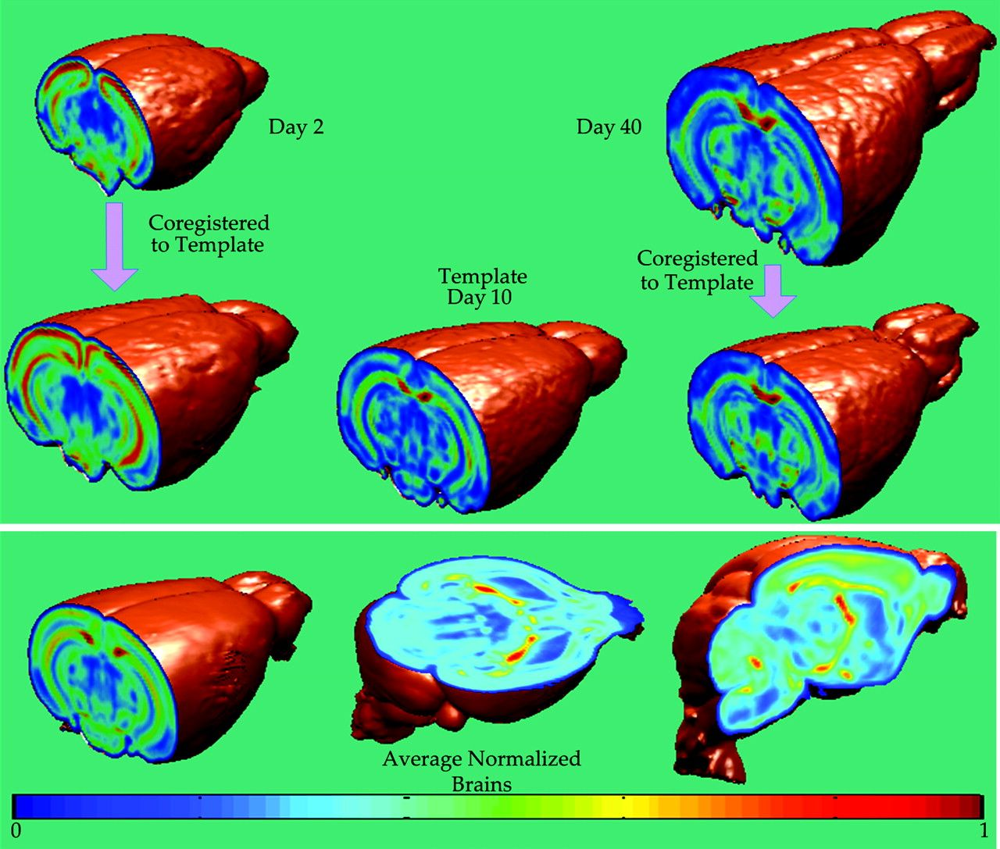 Day 2
Day 40
Coregistered
to Template
Coregistered
to Template
Template
Day 10
Average Normalized
Brains
0
1